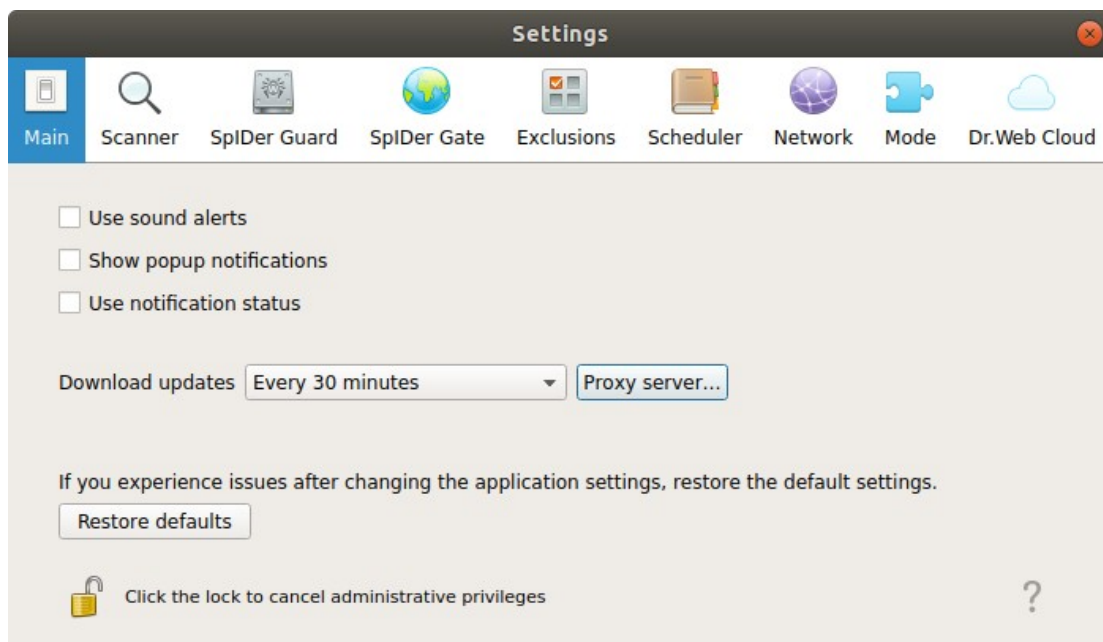 Settings
Main Scanner SpIDer Guard SpIDer Gate Exclusions Scheduler Network Mode Dr.Web Cloud
Use sound alerts
Show popup notifications
Use notification status
Download updates Every 30 minutes Proxy server...
If you experience issues after changing the application settings, restore the default settings.
Restore defaults
Click the lock to cancel administrative privileges ?